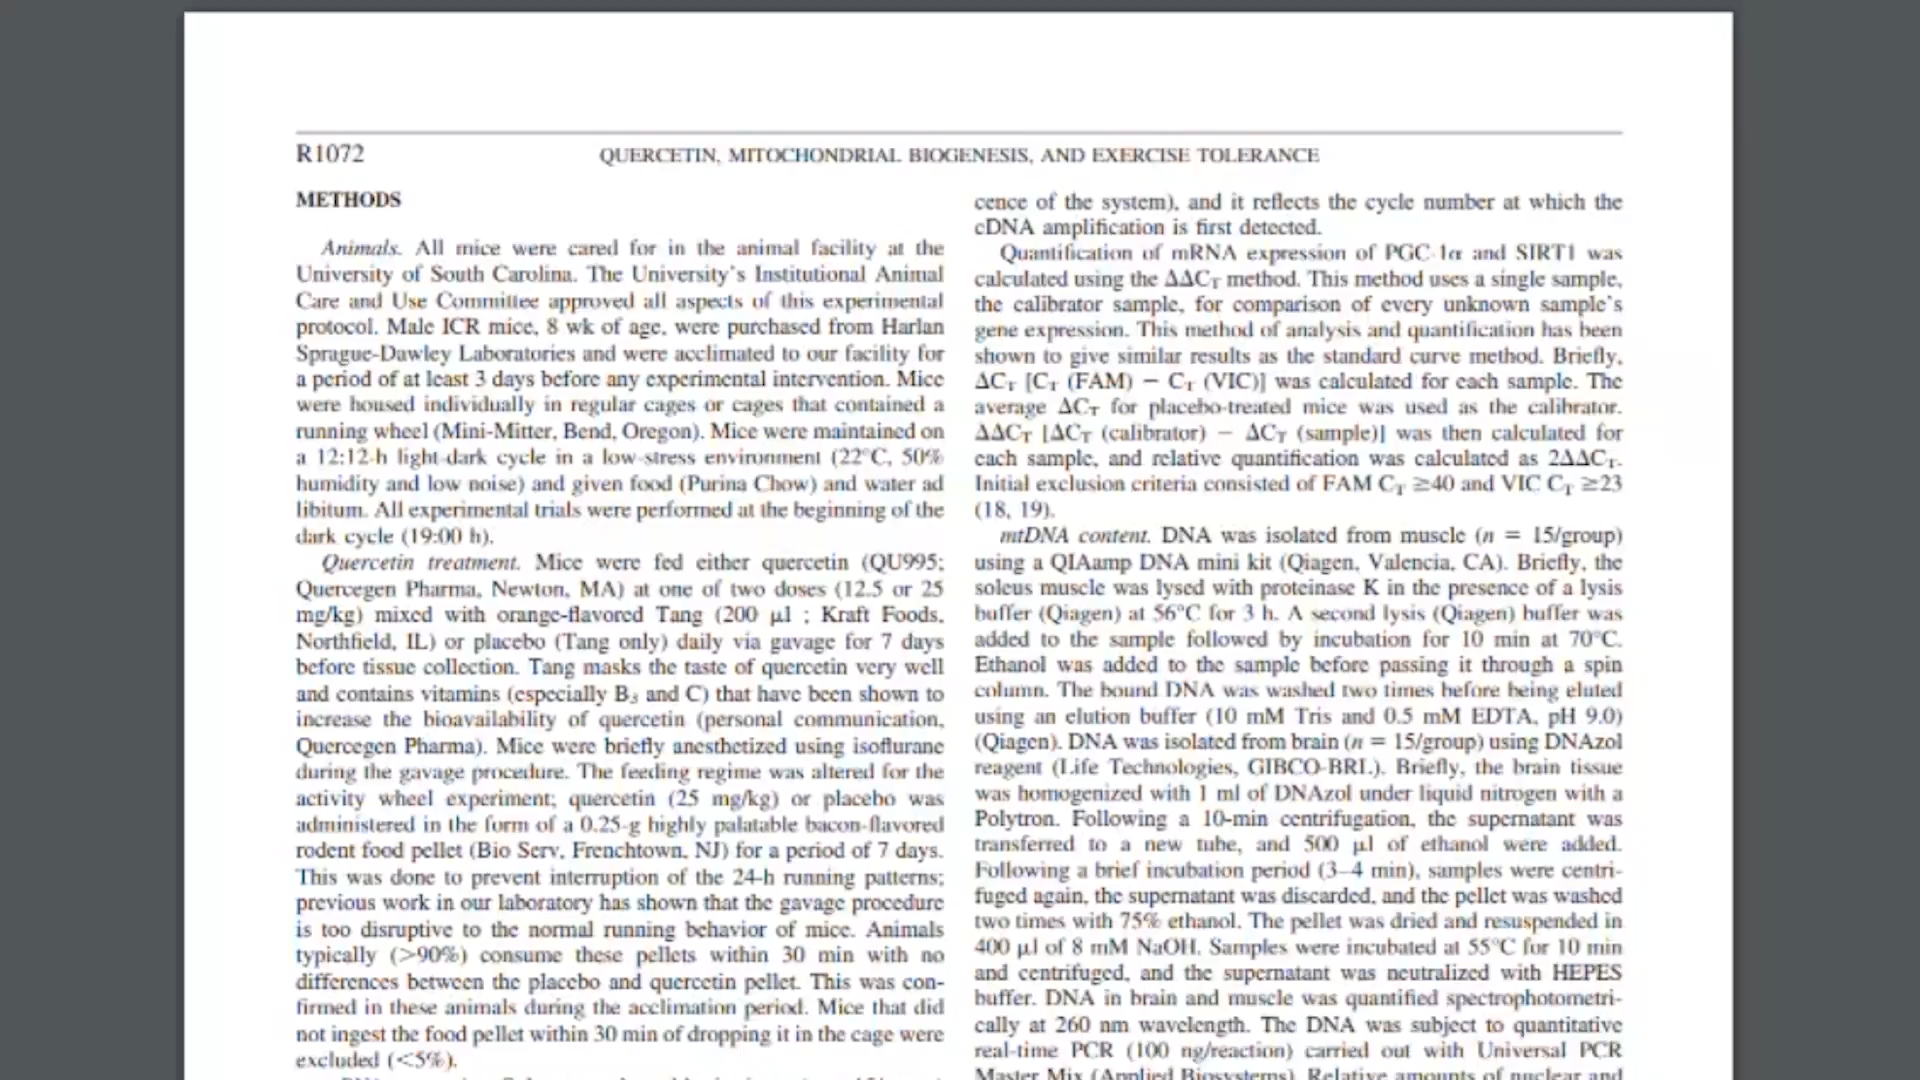 R1072
QUERCETIN, MITOCHONDRIAL BIOGENESIS, AND EXERCISE TOLERANCE
METHODS
Animals. All mice were cared for in the animal facility at the
University of South Carolina. The University's Institutional Animal
Care and Use Committee approved all aspects of this experimental
protocol. Male ICR mice, 8 wk of age, were purchased from Harlan
Sprague-Dawley Laboratories and were acclimated to our facility for
a period of at least 3 days before any experimental intervention. Mice
were housed individually in regular cages or cages that contained a
running wheel (Mini-Mitter, Bend, Oregon). Mice were maintained on
a 12:12-h light-dark cycle in a low-stress environment (22°C, 50%
humidity and low noise) and given food (Purina Chow) and water ad
libitum. All experimental trials were performed at the beginning of the
dark cycle (19:00 h).
Quercetin treatment. Mice were fed either quercetin (QU995;
Quercegen Pharma, Newton, MA) at one of two doses (12.5 or 25
mg/kg) mixed with orange-flavored Tang (200 μl ; Kraft Foods,
Northfield, IL) or placebo (Tang only) daily via gavage for 7 days
before tissue collection. Tang masks the taste of quercetin very well
and contains vitamins (especially B₃ and C) that have been shown to
increase the bioavailability of quercetin (personal communication,
Quercegen Pharma). Mice were briefly anesthetized using isoflurane
during the gavage procedure. The feeding regime was altered for the
activity wheel experiment; quercetin (25 mg/kg) or placebo was
administered in the form of a 0.25-g highly palatable bacon-flavored
rodent food pellet (Bio Serv, Frenchtown, NJ) for a period of 7 days.
This was done to prevent interruption of the 24-h running patterns;
previous work in our laboratory has shown that the gavage procedure
is too disruptive to the normal running behavior of mice. Animals
typically (>90%) consume these pellets within 30 min with no
differences between the placebo and quercetin pellet. This was con-
firmed in these animals during the acclimation period. Mice that did
not ingest the food pellet within 30 min of dropping it in the cage were
excluded (<5%).
cence of the system), and it reflects the cycle number at which the
cDNA amplification is first detected.
Quantification of mRNA expression of PGC-1α and SIRT1 was
calculated using the ΔΔC_T method. This method uses a single sample,
the calibrator sample, for comparison of every unknown sample's
gene expression. This method of analysis and quantification has been
shown to give similar results as the standard curve method. Briefly,
ΔC_T [C_T (FAM) − C_T (VIC)] was calculated for each sample. The
average ΔC_T for placebo-treated mice was used as the calibrator.
ΔΔC_T [ΔC_T (calibrator) − ΔC_T (sample)] was then calculated for
each sample, and relative quantification was calculated as 2ΔΔC_T.
Initial exclusion criteria consisted of FAM C_T ≥40 and VIC C_T ≥23
(18, 19).
mtDNA content. DNA was isolated from muscle (n = 15/group)
using a QIAamp DNA mini kit (Qiagen, Valencia, CA). Briefly, the
soleus muscle was lysed with proteinase K in the presence of a lysis
buffer (Qiagen) at 56°C for 3 h. A second lysis (Qiagen) buffer was
added to the sample followed by incubation for 10 min at 70°C.
Ethanol was added to the sample before passing it through a spin
column. The bound DNA was washed two times before being eluted
using an elution buffer (10 mM Tris and 0.5 mM EDTA, pH 9.0)
(Qiagen). DNA was isolated from brain (n = 15/group) using DNAzol
reagent (Life Technologies, GIBCO-BRL). Briefly, the brain tissue
was homogenized with 1 ml of DNAzol under liquid nitrogen with a
Polytron. Following a 10-min centrifugation, the supernatant was
transferred to a new tube, and 500 μl of ethanol were added.
Following a brief incubation period (3–4 min), samples were centri-
fuged again, the supernatant was discarded, and the pellet was washed
two times with 75% ethanol. The pellet was dried and resuspended in
400 μl of 8 mM NaOH. Samples were incubated at 55°C for 10 min
and centrifuged, and the supernatant was neutralized with HEPES
buffer. DNA in brain and muscle was quantified spectrophotometri-
cally at 260 nm wavelength. The DNA was subject to quantitative
real-time PCR (100 ng/reaction) carried out with Universal PCR
Master Mix (Applied Biosystems). Relative amounts of nuclear and